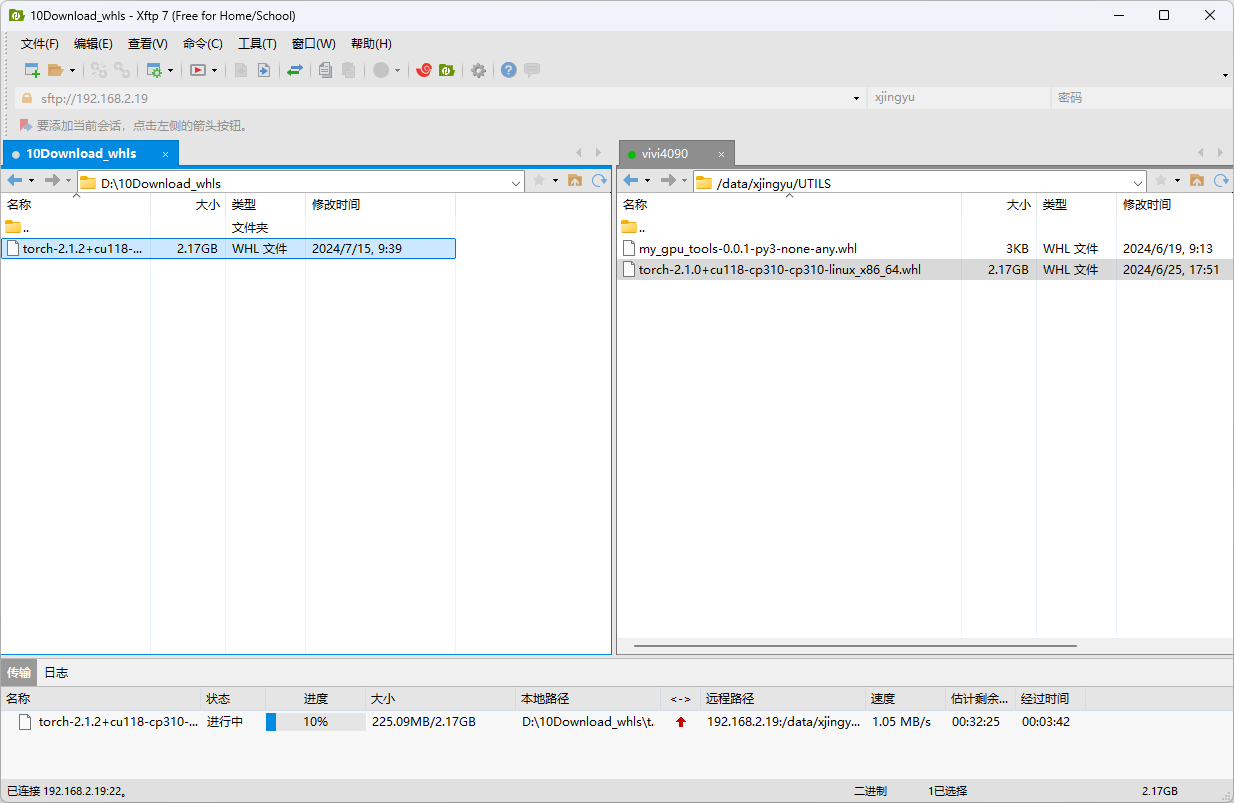 10Download_whls - Xftp 7 (Free for Home/School)
文件(F) 编辑(E) 查看(V) 命令(C) 工具(T) 窗口(W) 帮助(H)
sftp://192.168.2.19 xjingyu 密码
要添加当前会话，点击左侧的箭头按钮。
10Download_whls × vivi4090 ×
D:\10Download_whls /data/xjingyu/UTILS
名称 大小 类型 修改时间 名称 大小 类型 修改时间
.. 文件夹 ..
torch-2.1.2+cu118-... 2.17GB WHL 文件 2024/7/15, 9:39 my_gpu_tools-0.0.1-py3-none-any.whl 3KB WHL 文件 2024/6/19, 9:13
torch-2.1.0+cu118-cp310-cp310-linux_x86_64.whl 2.17GB WHL 文件 2024/6/25, 17:51
传输 日志
名称 状态 进度 大小 本地路径 <-> 远程路径 速度 估计剩余... 经过时间
torch-2.1.2+cu118-cp310-... 进行中 10% 225.09MB/2.17GB D:\10Download_whls\t... 192.168.2.19:/data/xjingy... 1.05 MB/s 00:32:25 00:03:42
已连接 192.168.2.19:22。 二进制 1已选择 2.17GB